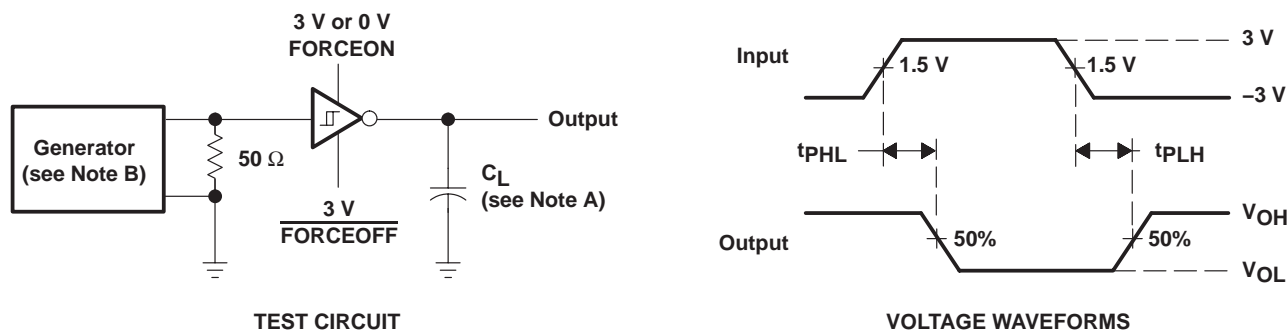 3 V or 0 V
FORCEON
Generator
(see Note B)
50 Ω
Output
CL
(see Note A)
3 V
FORCEOFF
TEST CIRCUIT
Input
3 V
1.5 V
1.5 V
–3 V
tPHL
tPLH
Output
50%
50%
VOH
VOL
VOLTAGE WAVEFORMS